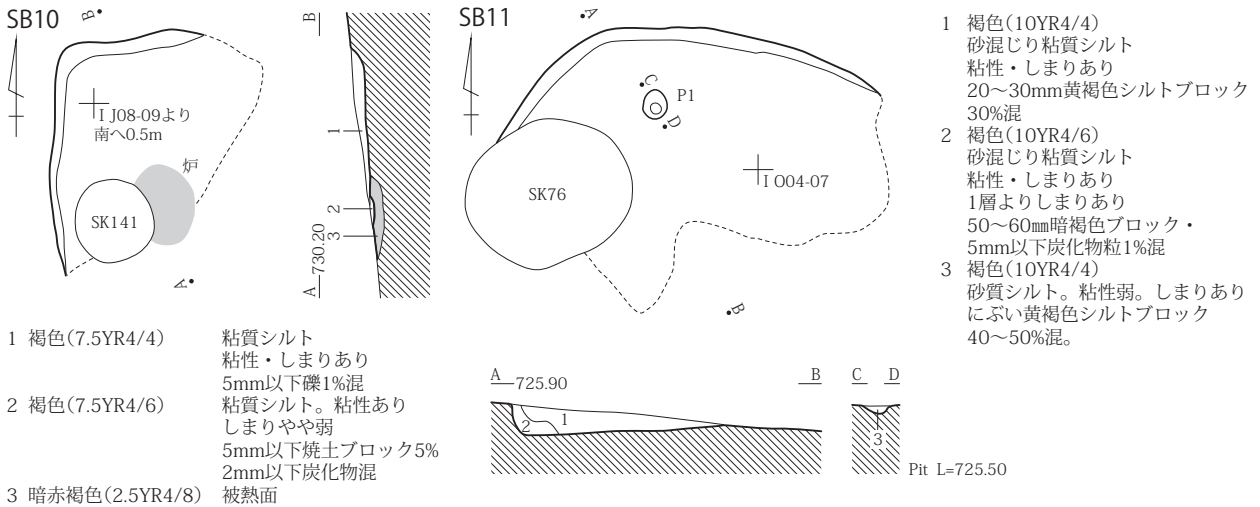 SB10
B
I J08-09より
南へ0.5m
炉
SK141
A
B
1
2
3
A 730.20
1 褐色(7.5YR4/4) 粘質シルト
粘性・しまりあり
5mm以下礫1%混
2 褐色(7.5YR4/6) 粘質シルト。粘性あり
しまりやや弱
5mm以下焼土ブロック5%
2mm以下炭化物混
3 暗赤褐色(2.5YR4/8) 被熱面
SB11
A
C
P1
D
SK76
I O04-07
B
A 725.90 B
1
2
C D
3
Pit L=725.50
1 褐色(10YR4/4)
砂混じり粘質シルト
粘性・しまりあり
20～30mm黄褐色シルトブロック
30%混
2 褐色(10YR4/6)
砂混じり粘質シルト
粘性・しまりあり
1層よりしまりあり
50～60㎜暗褐色ブロック・
5mm以下炭化物粒1%混
3 褐色(10YR4/4)
砂質シルト。粘性弱。しまりあり
にぶい黄褐色シルトブロック
40～50%混。